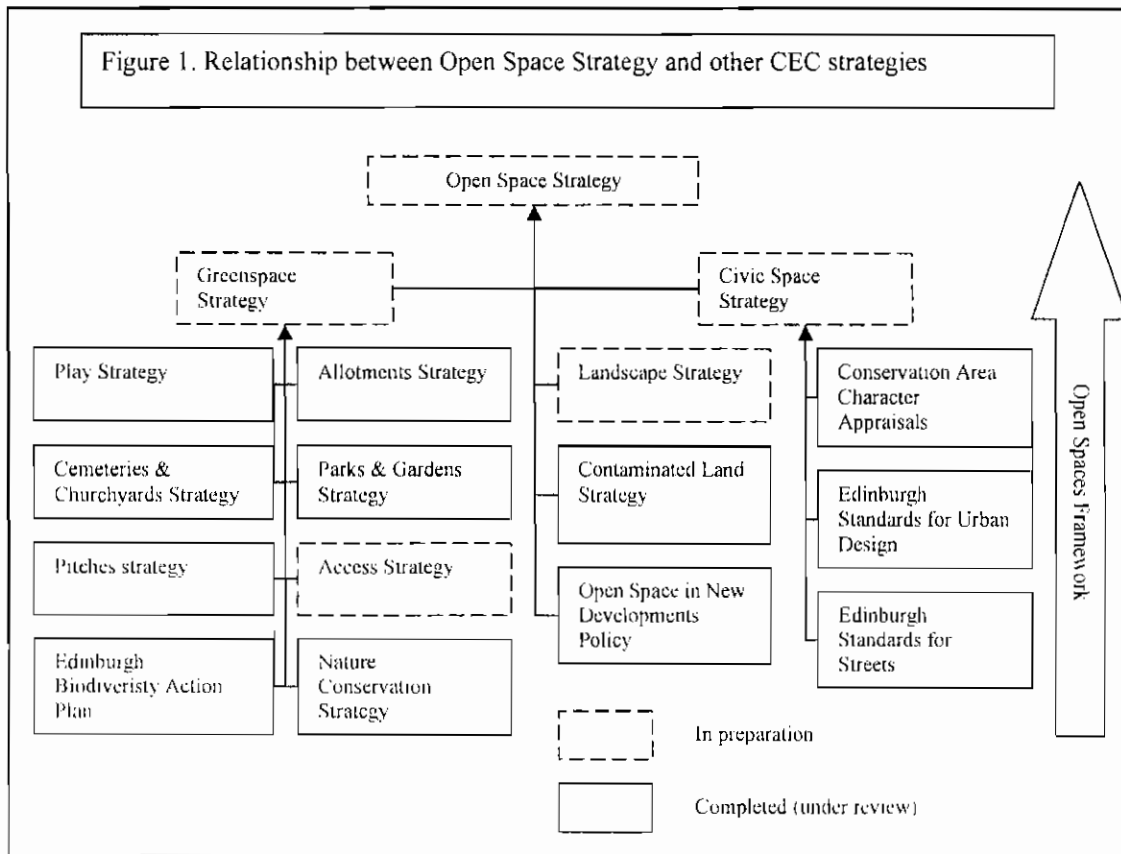 Figure 1. Relationship between Open Space Strategy and other CEC strategies
Open Space Strategy
Greenspace
Strategy
Civic Space
Strategy
Play Strategy
Allotments Strategy
Landscape Strategy
Conservation Area
Character
Appraisals
Cemeteries &
Churchyards Strategy
Parks & Gardens
Strategy
Contaminated Land
Strategy
Edinburgh
Standards for Urban
Design
Pitches strategy
Access Strategy
Open Space in New
Developments
Policy
Edinburgh
Standards for
Streets
Edinburgh
Biodiveristy Action
Plan
Nature
Conservation
Strategy
In preparation
Completed (under review)
Open Spaces Framework